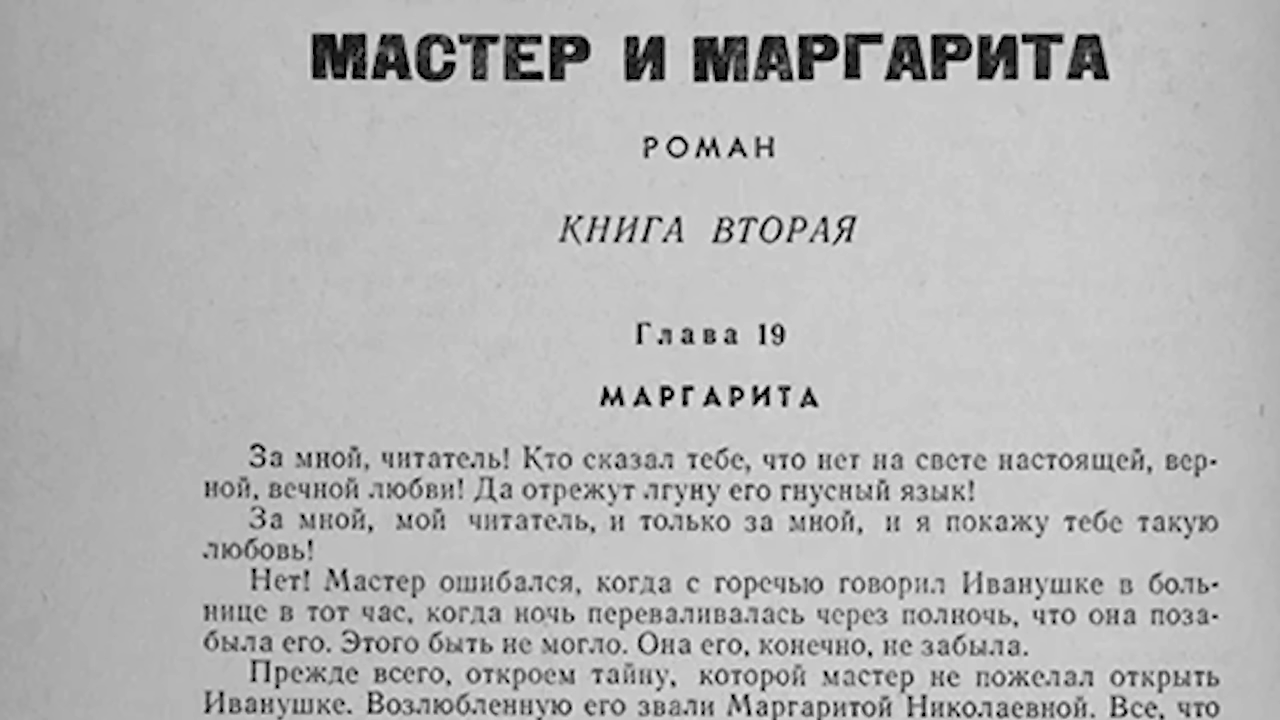 МАСТЕР И МАРГАРИТА
РОМАН
КНИГА ВТОРАЯ
Глава 19
МАРГАРИТА
За мной, читатель! Кто сказал тебе, что нет на свете настоящей, вер-
ной, вечной любви! Да отрежут лгуну его гнусный язык!
За мной, мой читатель, и только за мной, и я покажу тебе такую
любовь!
Нет! Мастер ошибался, когда с горечью говорил Иванушке в боль-
нице в тот час, когда ночь переваливалась через полночь, что она поза-
была его. Этого быть не могло. Она его, конечно, не забыла.
Прежде всего, откроем тайну, которой мастер не пожелал открыть
Иванушке. Возлюбленную его звали Маргаритой Николаевной. Все, что